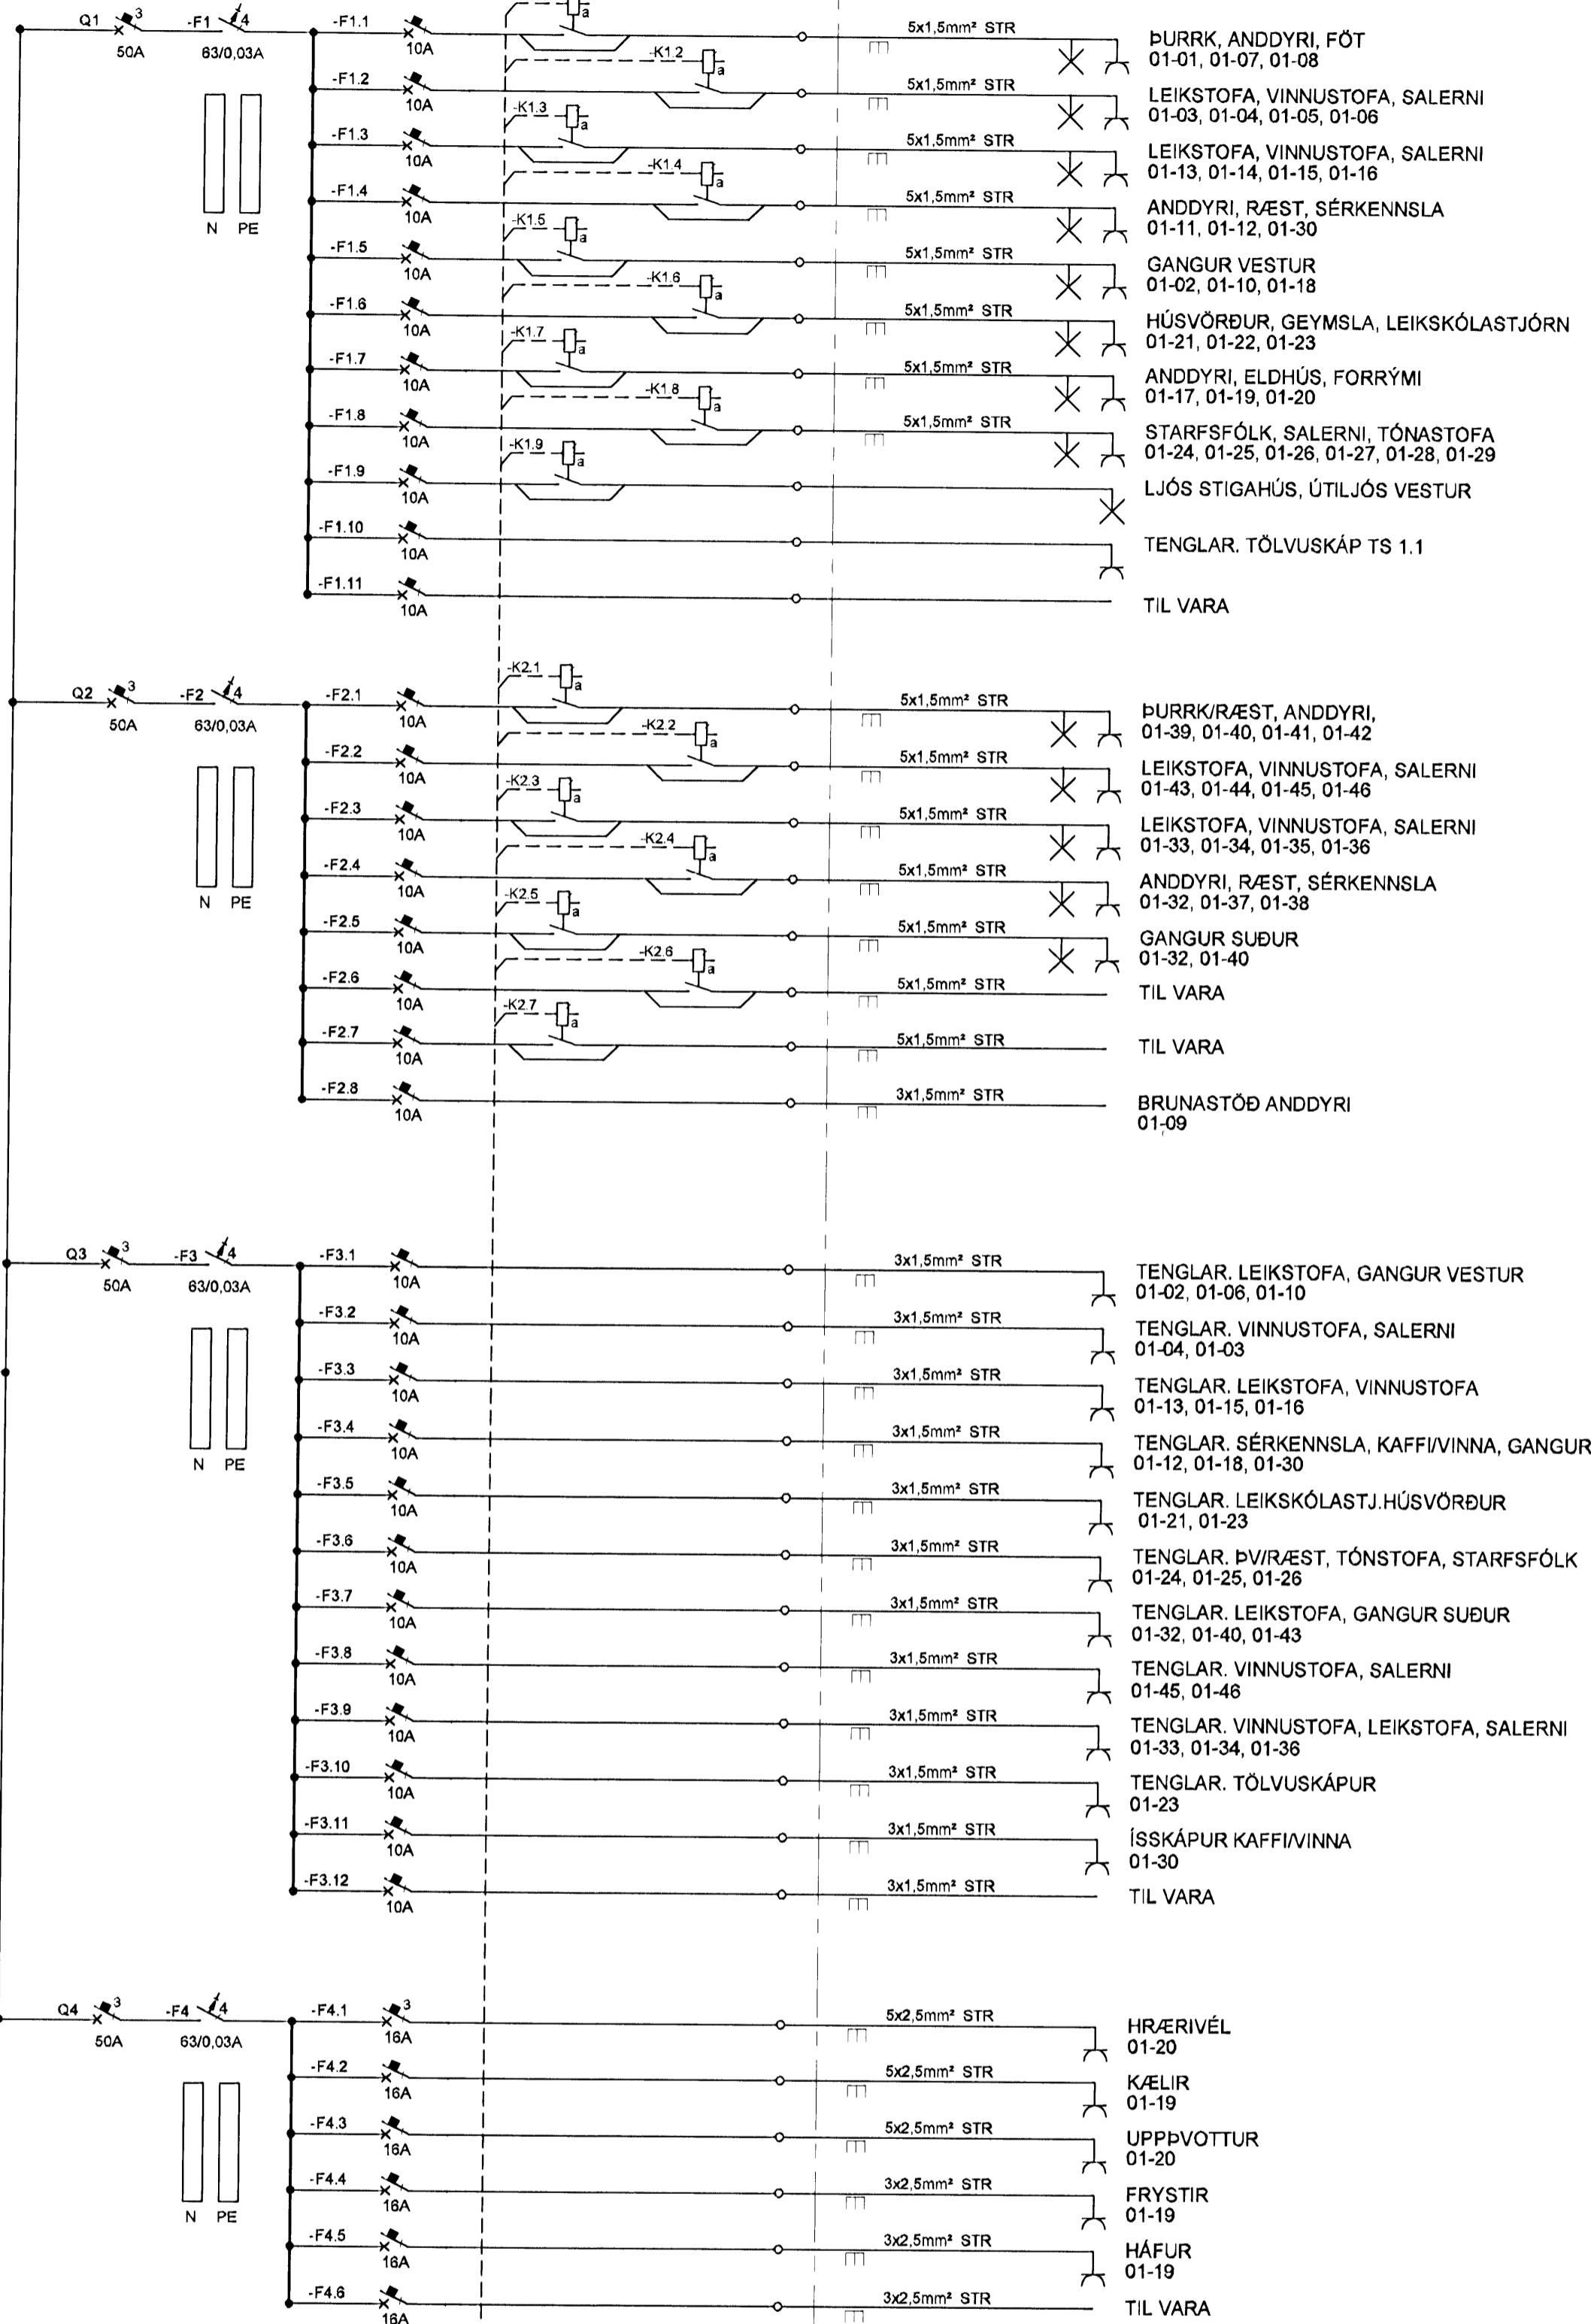 Q1 3 50A -F1 4 63/0,03A
N PE
-F1.1 10A a 5x1,5mm² STR ÞURRK, ANDDYRI, FÖT
01-01, 01-07, 01-08
-F1.2 10A -K1.2 a 5x1,5mm² STR LEIKSTOFA, VINNUSTOFA, SALERNI
01-03, 01-04, 01-05, 01-06
-F1.3 10A -K1.3 a 5x1,5mm² STR LEIKSTOFA, VINNUSTOFA, SALERNI
01-13, 01-14, 01-15, 01-16
-F1.4 10A -K1.4 a 5x1,5mm² STR ANDDYRI, RÆST, SÉRKENNSLA
01-11, 01-12, 01-30
-F1.5 10A -K1.5 a 5x1,5mm² STR GANGUR VESTUR
01-02, 01-10, 01-18
-F1.6 10A -K1.6 a 5x1,5mm² STR HÚSVÖRÐUR, GEYMSLA, LEIKSKÓLASTJÓRN
01-21, 01-22, 01-23
-F1.7 10A -K1.7 a 5x1,5mm² STR ANDDYRI, ELDHÚS, FORRÝMI
01-17, 01-19, 01-20
-F1.8 10A -K1.8 a 5x1,5mm² STR STARFSFÓLK, SALERNI, TÓNASTOFA
01-24, 01-25, 01-26, 01-27, 01-28, 01-29
-F1.9 10A -K1.9 a LJÓS STIGAHÚS, ÚTILJÓS VESTUR
-F1.10 10A TENGLAR. TÖLVUSKÁP TS 1.1
-F1.11 10A TIL VARA
Q2 3 50A -F2 4 63/0,03A
N PE
-F2.1 10A -K2.1 a 5x1,5mm² STR ÞURRK/RÆST, ANDDYRI,
01-39, 01-40, 01-41, 01-42
-F2.2 10A -K2.2 a 5x1,5mm² STR LEIKSTOFA, VINNUSTOFA, SALERNI
01-43, 01-44, 01-45, 01-46
-F2.3 10A -K2.3 a 5x1,5mm² STR LEIKSTOFA, VINNUSTOFA, SALERNI
01-33, 01-34, 01-35, 01-36
-F2.4 10A -K2.4 a 5x1,5mm² STR ANDDYRI, RÆST, SÉRKENNSLA
01-32, 01-37, 01-38
-F2.5 10A -K2.5 a 5x1,5mm² STR GANGUR SUÐUR
01-32, 01-40
-F2.6 10A -K2.6 a 5x1,5mm² STR TIL VARA
-F2.7 10A -K2.7 a 5x1,5mm² STR TIL VARA
-F2.8 10A 3x1,5mm² STR BRUNASTÖÐ ANDDYRI
01-09
Q3 3 50A -F3 4 63/0,03A
N PE
-F3.1 10A 3x1,5mm² STR TENGLAR. LEIKSTOFA, GANGUR VESTUR
01-02, 01-06, 01-10
-F3.2 10A 3x1,5mm² STR TENGLAR. VINNUSTOFA, SALERNI
01-04, 01-03
-F3.3 10A 3x1,5mm² STR TENGLAR. LEIKSTOFA, VINNUSTOFA
01-13, 01-15, 01-16
-F3.4 10A 3x1,5mm² STR TENGLAR. SÉRKENNSLA, KAFFI/VINNA, GANGUR
01-12, 01-18, 01-30
-F3.5 10A 3x1,5mm² STR TENGLAR. LEIKSKÓLASTJ.HÚSVÖRÐUR
01-21, 01-23
-F3.6 10A 3x1,5mm² STR TENGLAR. ÞV/RÆST, TÓNSTOFA, STARFSFÓLK
01-24, 01-25, 01-26
-F3.7 10A 3x1,5mm² STR TENGLAR. LEIKSTOFA, GANGUR SUÐUR
01-32, 01-40, 01-43
-F3.8 10A 3x1,5mm² STR TENGLAR. VINNUSTOFA, SALERNI
01-45, 01-46
-F3.9 10A 3x1,5mm² STR TENGLAR. VINNUSTOFA, LEIKSTOFA, SALERNI
01-33, 01-34, 01-36
-F3.10 10A 3x1,5mm² STR TENGLAR. TÖLVUSKÁPUR
01-23
-F3.11 10A 3x1,5mm² STR ÍSSKÁPUR KAFFI/VINNA
01-30
-F3.12 10A 3x1,5mm² STR TIL VARA
Q4 3 50A -F4 4 63/0,03A
N PE
-F4.1 3 16A 5x2,5mm² STR HRÆRIVÉL
01-20
-F4.2 16A 5x2,5mm² STR KÆLIR
01-19
-F4.3 16A 5x2,5mm² STR UPPÞVOTTUR
01-20
-F4.4 16A 3x2,5mm² STR FRYSTIR
01-19
-F4.5 16A 3x2,5mm² STR HÁFUR
01-19
-F4.6 16A 3x2,5mm² STR TIL VARA